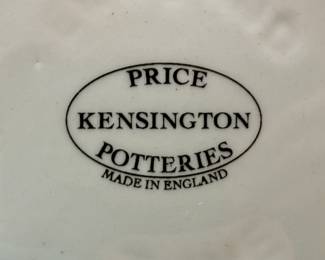 PRICE
KENSINGTON
POTTERIES
MADE IN ENGLAND